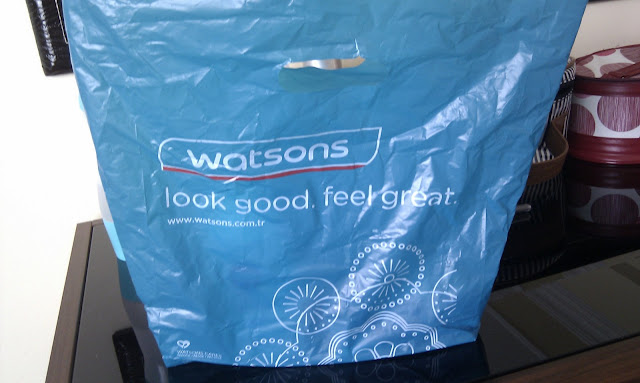 watsons
look good. feel great.
www.watsons.com.tr